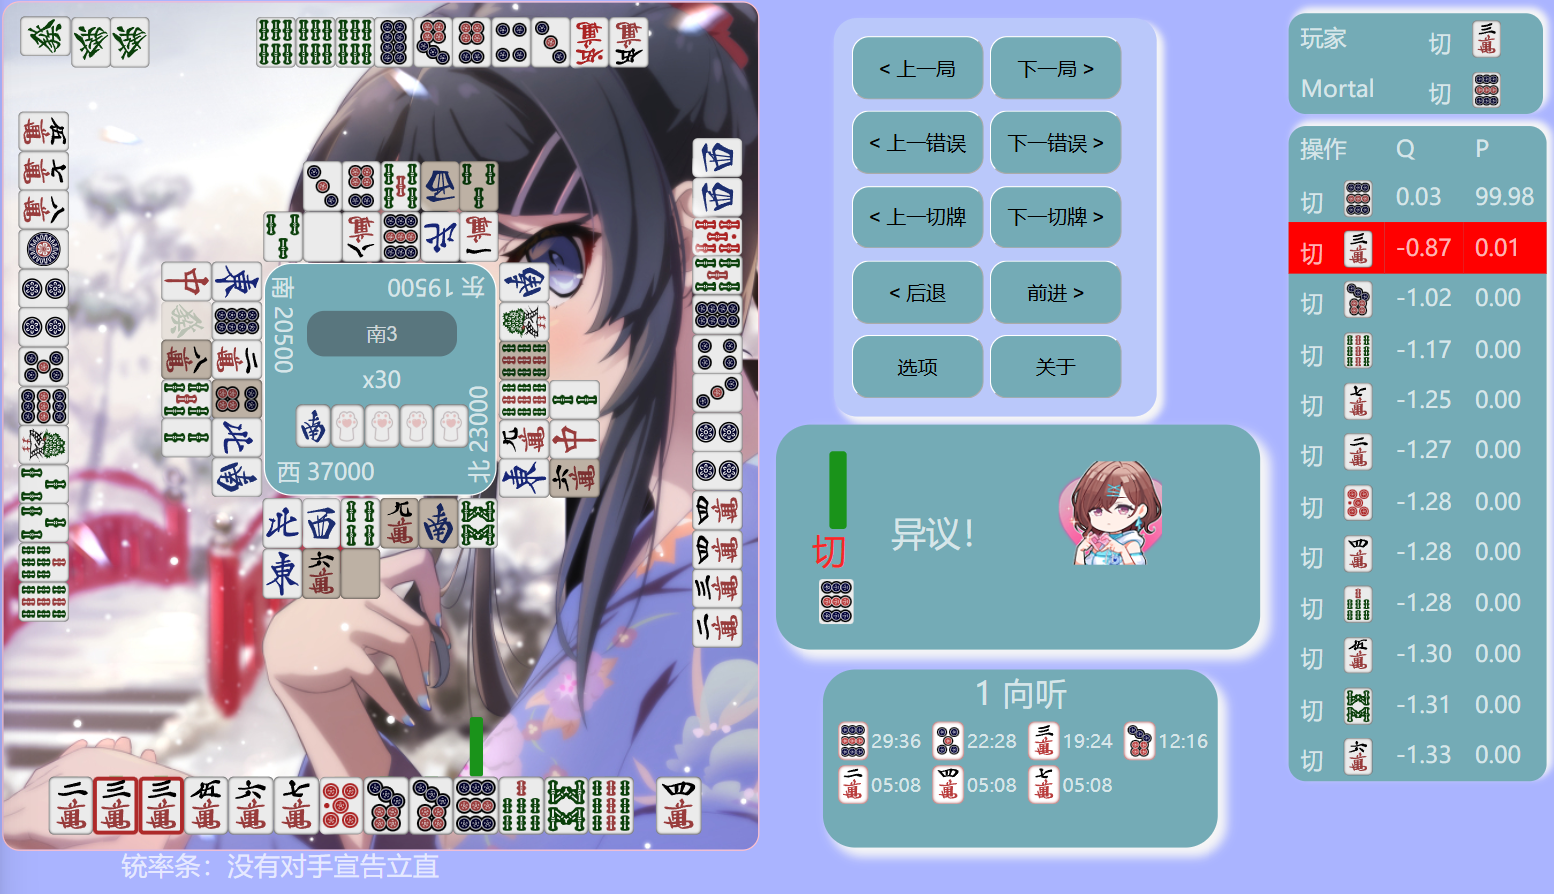 < 上一局
下一局 >
< 上一错误
下一错误 >
< 上一切牌
下一切牌 >
< 后退
前进 >
选项
关于
玩家 切
Mortal 切
操作 Q P
切 0.03 99.98
切 -0.87 0.01
切 -1.02 0.00
切 -1.17 0.00
切 -1.25 0.00
切 -1.27 0.00
切 -1.28 0.00
切 -1.28 0.00
切 -1.28 0.00
切 -1.30 0.00
切 -1.31 0.00
切 -1.33 0.00
东 19500
南 20500
南3
x30
北 23000
西 37000
切
异议!
1 向听
29:36 22:28 19:24 12:16
05:08 05:08 05:08
铳率条：没有对手宣告立直